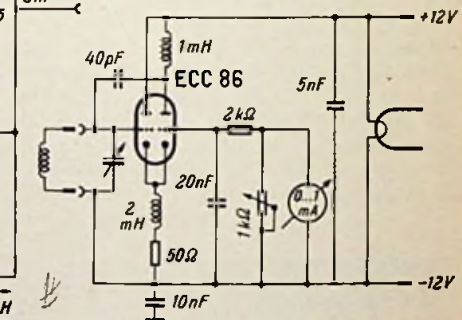 +12V
1mH
40pF
ECC 86
5nF
2kΩ
20nF
2
mH
1kΩ
0...1
mA
50Ω
10nF
-12V
H